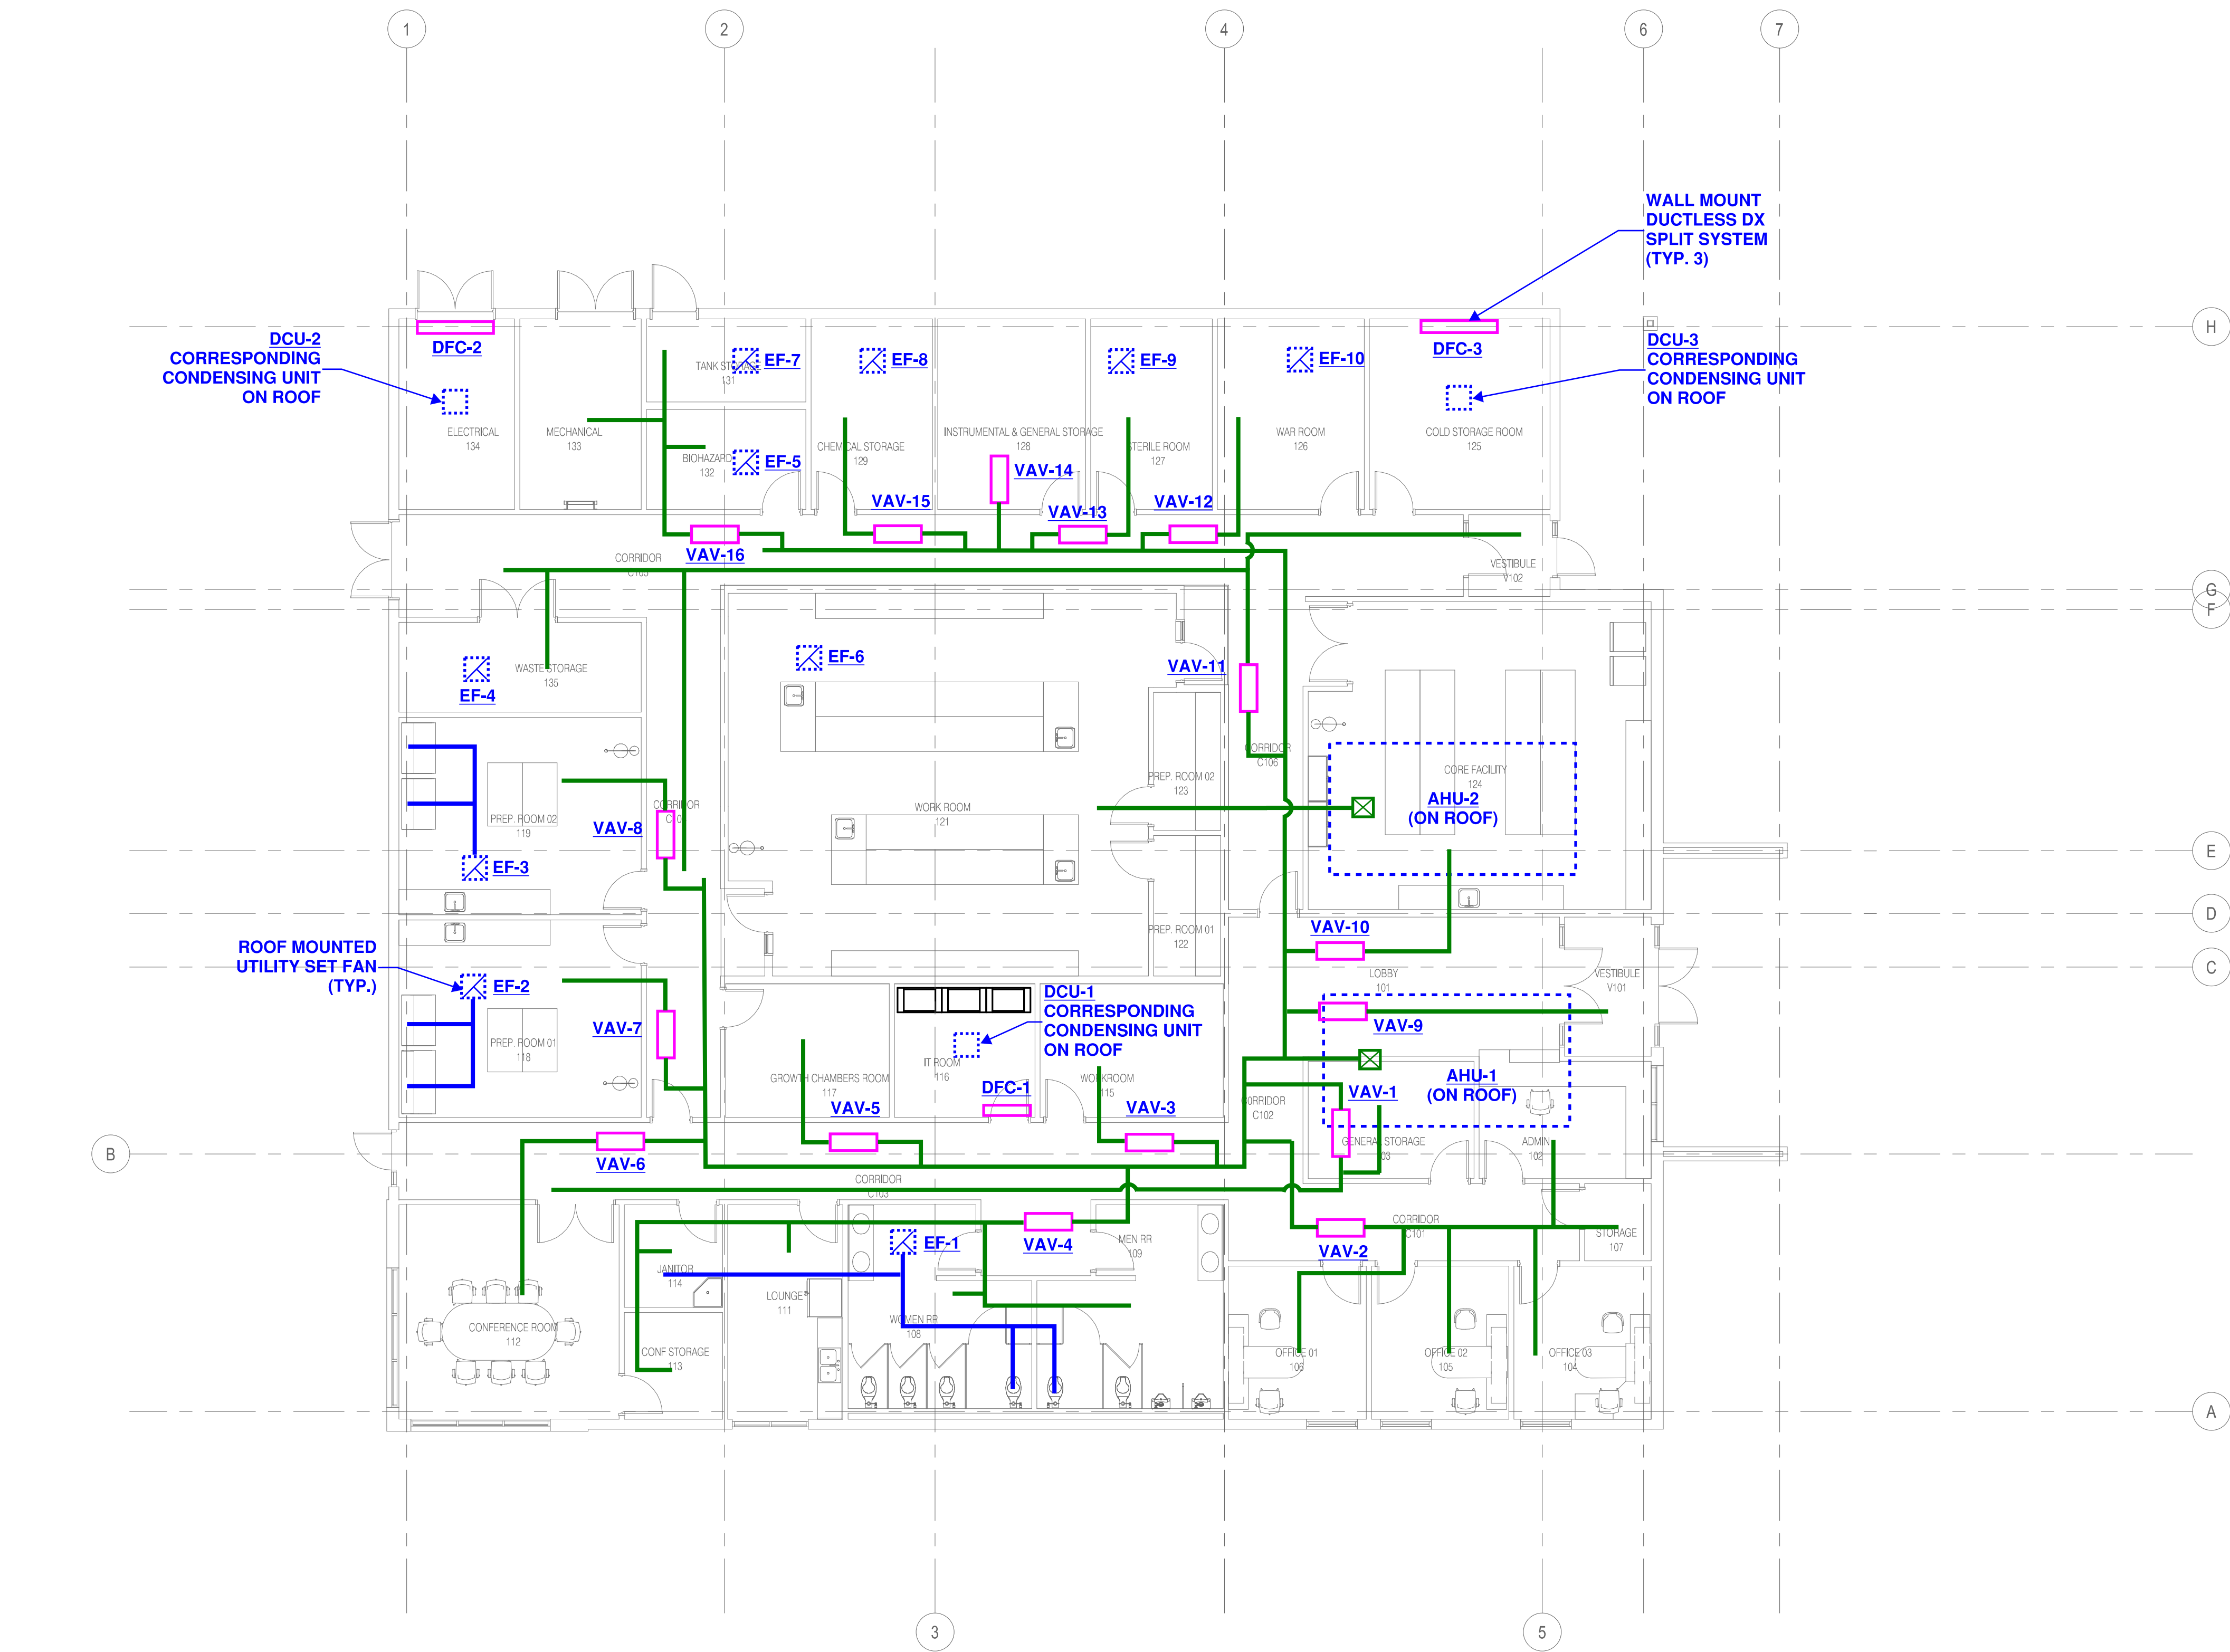 1
2
4
6
7
WALL MOUNT
DUCTLESS DX
SPLIT SYSTEM
(TYP. 3)
H
DCU-2
CORRESPONDING
CONDENSING UNIT
ON ROOF
DFC-2
DFC-3
DCU-3
CORRESPONDING
CONDENSING UNIT
ON ROOF
EF-7
EF-8
EF-9
EF-10
TANK STORAGE
131
ELECTRICAL
134
MECHANICAL
133
BIOHAZARD
132
EF-5
CHEMICAL STORAGE
129
INSTRUMENTAL & GENERAL STORAGE
128
STERILE ROOM
127
WAR ROOM
126
COLD STORAGE ROOM
125
VAV-14
VAV-15
VAV-13
VAV-12
VAV-16
CORRIDOR
C105
VESTIBULE
V102
G
F
EF-6
VAV-11
WASTE STORAGE
135
EF-4
CORRIDOR
C106
CORE FACILITY
124
AHU-2
(ON ROOF)
PREP. ROOM 02
123
WORK ROOM
121
CORRIDOR
VAV-8
PREP. ROOM 02
119
EF-3
E
D
VAV-10
PREP. ROOM 01
122
ROOF MOUNTED
UTILITY SET FAN
(TYP.)
EF-2
LOBBY
101
VESTIBULE
V101
C
DCU-1
CORRESPONDING
CONDENSING UNIT
ON ROOF
VAV-9
VAV-7
PREP. ROOM 01
118
GROWTH CHAMBERS ROOM
117
IT ROOM
116
DFC-1
WORKROOM
115
VAV-5
VAV-3
CORRIDOR
C102
VAV-1
AHU-1
(ON ROOF)
GENERAL STORAGE
103
ADMIN
102
B
VAV-6
CORRIDOR
C103
CORRIDOR
C101
STORAGE
107
EF-1
VAV-4
MEN RR
109
VAV-2
JANITOR
114
LOUNGE
111
WOMEN RR
108
CONFERENCE ROOM
112
CONF STORAGE
113
OFFICE 01
106
OFFICE 02
105
OFFICE 03
104
A
3
5